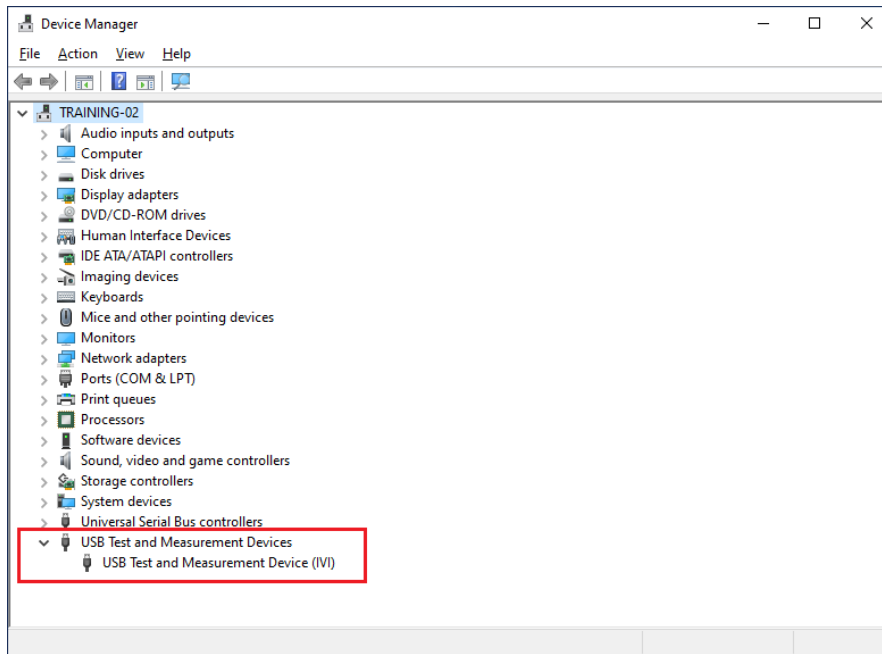 Device Manager
File Action View Help
TRAINING-02
Audio inputs and outputs
Computer
Disk drives
Display adapters
DVD/CD-ROM drives
Human Interface Devices
IDE ATA/ATAPI controllers
Imaging devices
Keyboards
Mice and other pointing devices
Monitors
Network adapters
Ports (COM & LPT)
Print queues
Processors
Software devices
Sound, video and game controllers
Storage controllers
System devices
Universal Serial Bus controllers
USB Test and Measurement Devices
USB Test and Measurement Device (IVI)